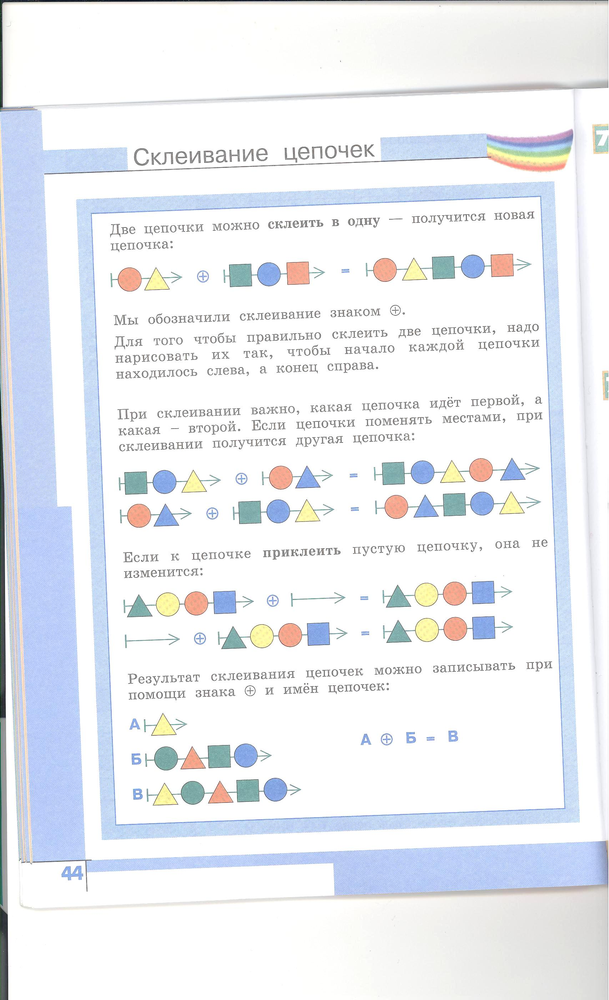 Склеивание цепочек
Две цепочки можно склеить в одну — получится новая
цепочка:
⊕ =
Мы обозначили склеивание знаком ⊕.
Для того чтобы правильно склеить две цепочки, надо
нарисовать их так, чтобы начало каждой цепочки
находилось слева, а конец справа.
При склеивании важно, какая цепочка идёт первой, а
какая – второй. Если цепочки поменять местами, при
склеивании получится другая цепочка:
⊕ =
⊕ =
Если к цепочке приклеить пустую цепочку, она не
изменится:
⊕ =
⊕ =
Результат склеивания цепочек можно записывать при
помощи знака ⊕ и имён цепочек:
А
А ⊕ Б = В
Б
В
44